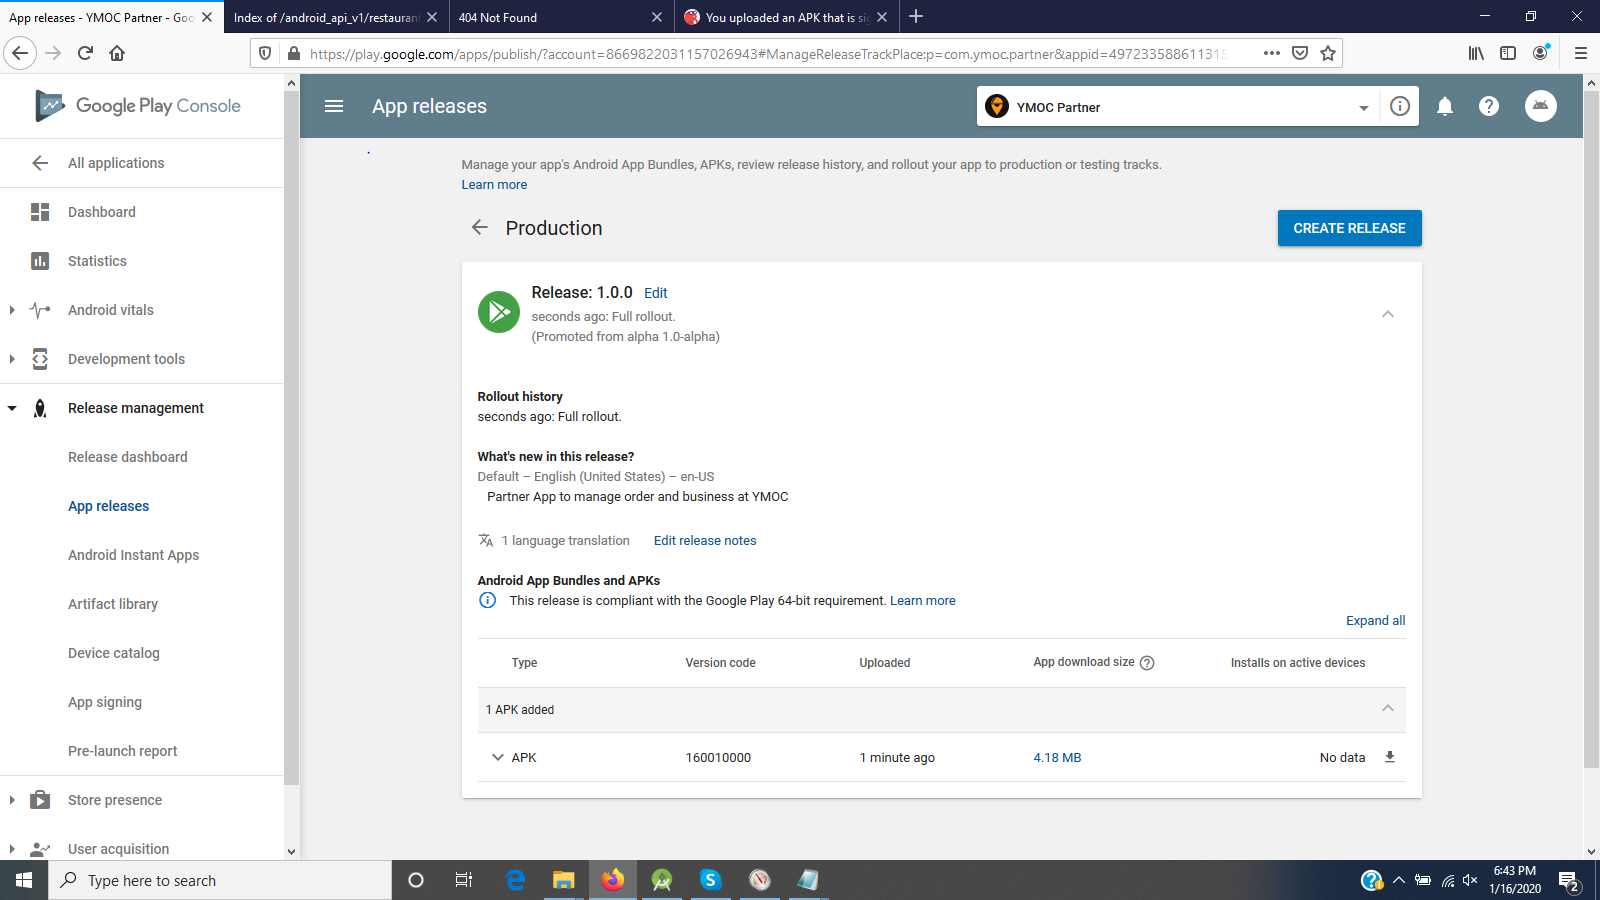 App releases - YMOC Partner - Goo
Index of /android_api_v1/restauran
404 Not Found
You uploaded an APK that is sig
https://play.google.com/apps/publish/?account=8669822031157026943#ManageReleaseTrackPlace:p=com.ymoc.partner&appid=497233588611315
Google Play Console
App releases
YMOC Partner
All applications
Dashboard
Statistics
Android vitals
Development tools
Release management
Release dashboard
App releases
Android Instant Apps
Artifact library
Device catalog
App signing
Pre-launch report
Store presence
User acquisition
Manage your app's Android App Bundles, APKs, review release history, and rollout your app to production or testing tracks.
Learn more
Production
CREATE RELEASE
Release: 1.0.0 Edit
seconds ago: Full rollout.
(Promoted from alpha 1.0-alpha)
Rollout history
seconds ago: Full rollout.
What's new in this release?
Default – English (United States) – en-US
Partner App to manage order and business at YMOC
1 language translation Edit release notes
Android App Bundles and APKs
This release is compliant with the Google Play 64-bit requirement. Learn more
Expand all
Type Version code Uploaded App download size Installs on active devices
1 APK added
APK 160010000 1 minute ago 4.18 MB No data
Type here to search
6:43 PM
1/16/2020
2